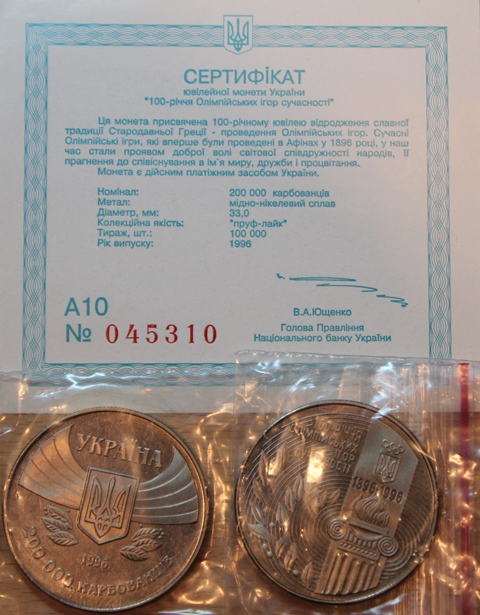 СЕРТИФІКАТ
ювілейної монети України
"100-річчя Олімпійських ігор сучасності"
Ця монета присвячена 100-річному ювілею відродження славної
традиції Стародавньої Греції - проведення Олімпійських ігор. Сучасні
Олімпійські ігри, які вперше були проведені в Афінах у 1896 році, у наш
час стали проявом доброї волі світової співдружності народів, її
прагнення до співіснування в ім'я миру, дружби і процвітання.
Монета є дійсним платіжним засобом України.
Номінал: 200 000 карбованців
Метал: мідно-нікелевий сплав
Діаметр, мм: 33,0
Колекційна якість: "пруф-лайк"
Тираж, шт.: 100 000
Рік випуску: 1996
В.А.Ющенко
Голова Правління
Національного банку України
А10
№ 045310
УКРАЇНА
1996
200 000 КАРБОВАНЦІВ
ІГОР
1896 1996